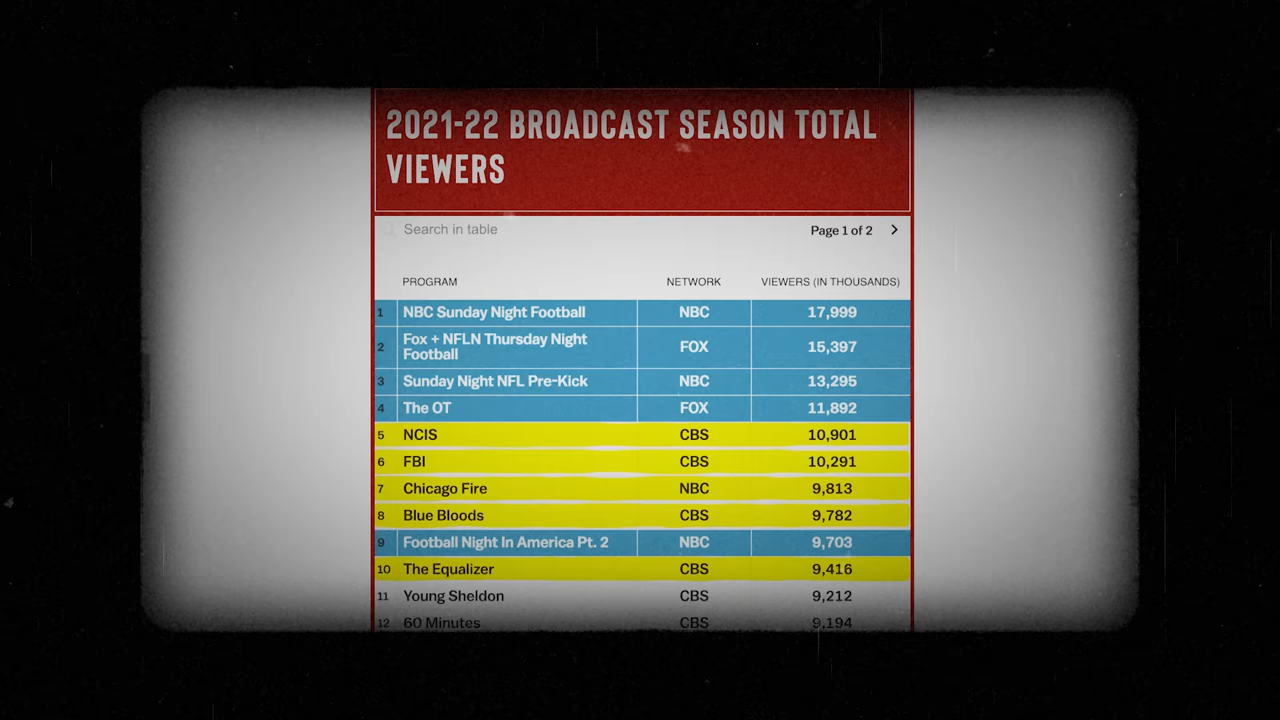 2021-22 BROADCAST SEASON TOTAL
VIEWERS
Search in table
Page 1 of 2
PROGRAM NETWORK VIEWERS (IN THOUSANDS)
1 NBC Sunday Night Football NBC 17,999
2 Fox + NFLN Thursday Night
Football FOX 15,397
3 Sunday Night NFL Pre-Kick NBC 13,295
4 The OT FOX 11,892
5 NCIS CBS 10,901
6 FBI CBS 10,291
7 Chicago Fire NBC 9,813
8 Blue Bloods CBS 9,782
9 Football Night In America Pt. 2 NBC 9,703
10 The Equalizer CBS 9,416
11 Young Sheldon CBS 9,212
12 60 Minutes CBS 9,194